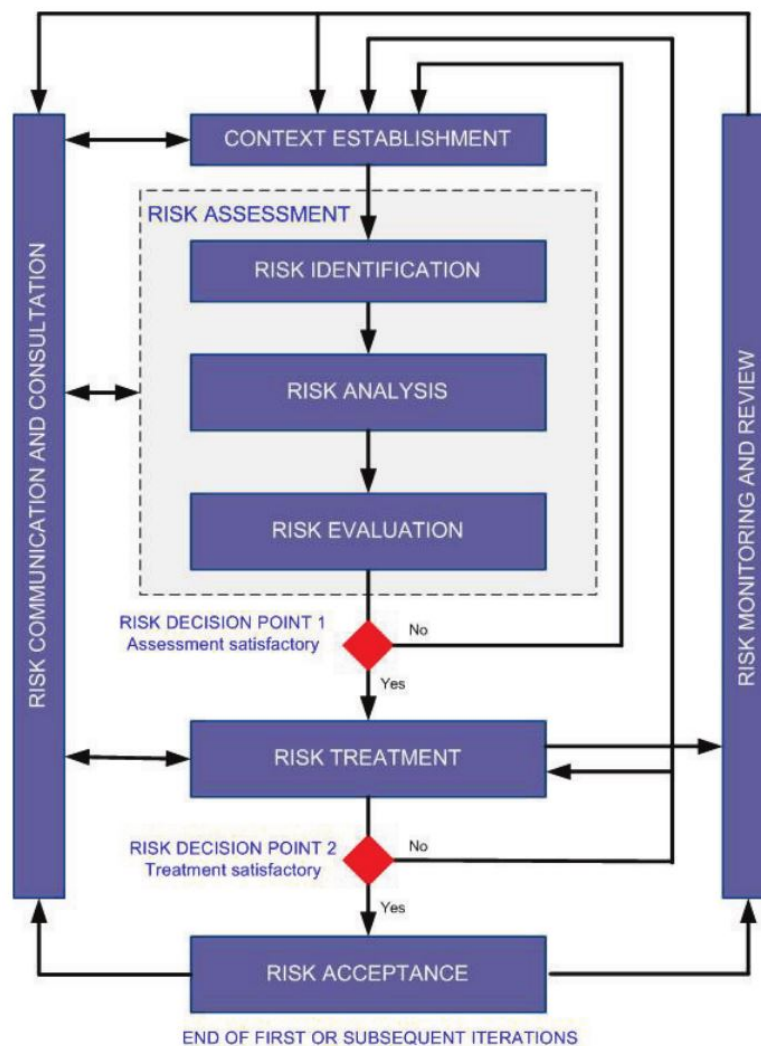 CONTEXT ESTABLISHMENT
RISK ASSESSMENT
RISK IDENTIFICATION
RISK ANALYSIS
RISK EVALUATION
RISK COMMUNICATION AND CONSULTATION
RISK MONITORING AND REVIEW
RISK DECISION POINT 1
Assessment satisfactory
No
Yes
RISK TREATMENT
RISK DECISION POINT 2
Treatment satisfactory
No
Yes
RISK ACCEPTANCE
END OF FIRST OR SUBSEQUENT ITERATIONS